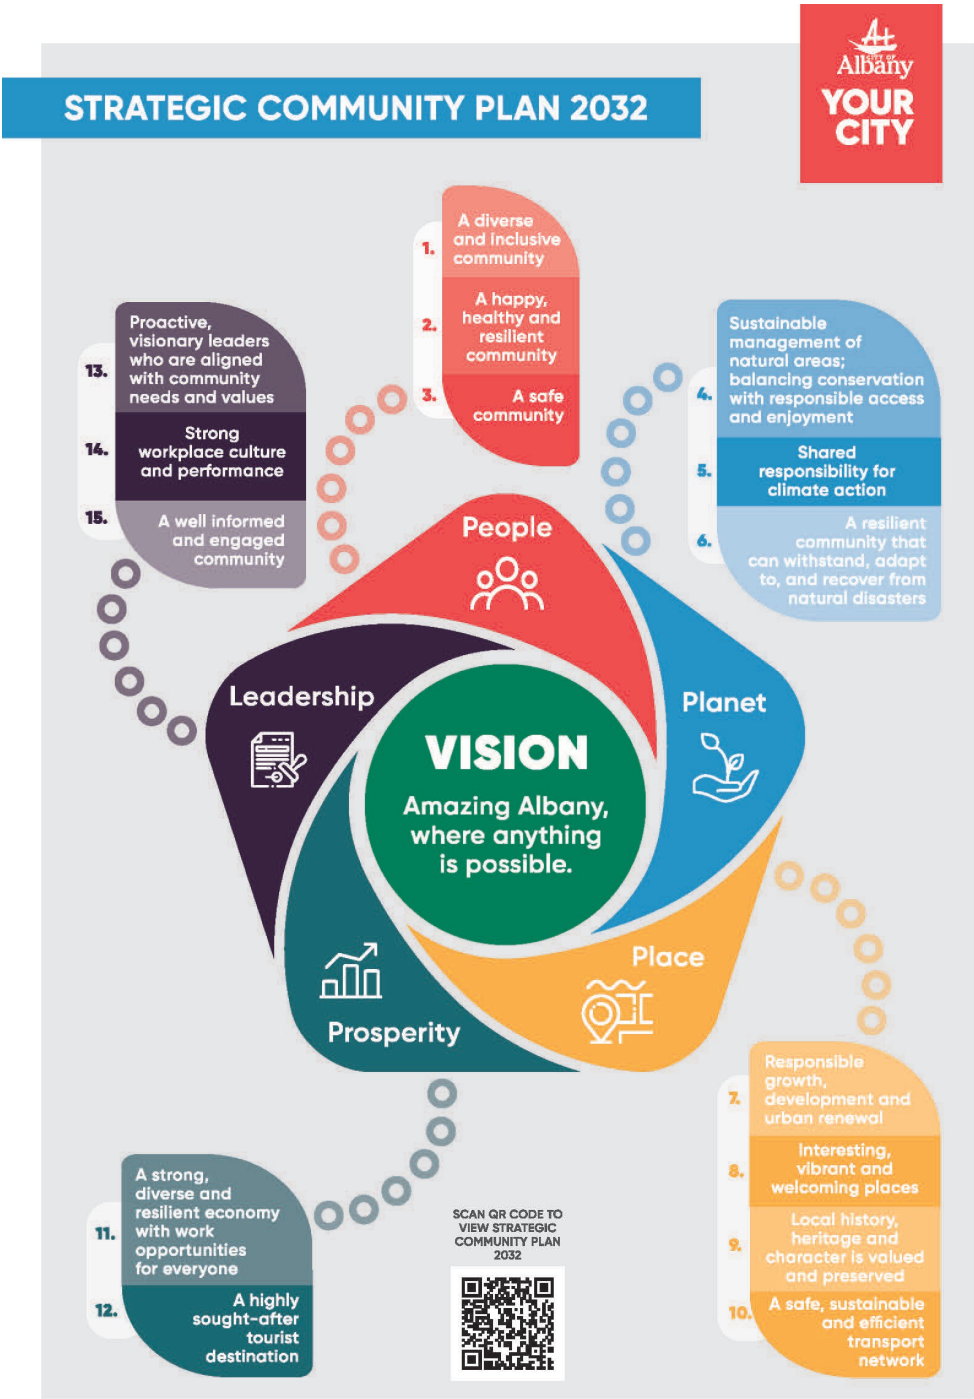 CITY OF
Albany
YOUR
CITY
STRATEGIC COMMUNITY PLAN 2032
1.
A diverse
and inclusive
community
2.
A happy,
healthy and
resilient
community
3.
A safe
community
13.
Proactive,
visionary leaders
who are aligned
with community
needs and values
14.
Strong
workplace culture
and performance
15.
A well informed
and engaged
community
4.
Sustainable
management of
natural areas;
balancing conservation
with responsible access
and enjoyment
5.
Shared
responsibility for
climate action
6.
A resilient
community that
can withstand, adapt
to, and recover from
natural disasters
People
Leadership
Planet
VISION
Amazing Albany,
where anything
is possible.
Place
Prosperity
7.
Responsible
growth,
development and
urban renewal
8.
Interesting,
vibrant and
welcoming places
9.
Local history,
heritage and
character is valued
and preserved
10.
A safe, sustainable
and efficient
transport
network
11.
A strong,
diverse and
resilient economy
with work
opportunities
for everyone
12.
A highly
sought-after
tourist
destination
SCAN QR CODE TO
VIEW STRATEGIC
COMMUNITY PLAN
2032